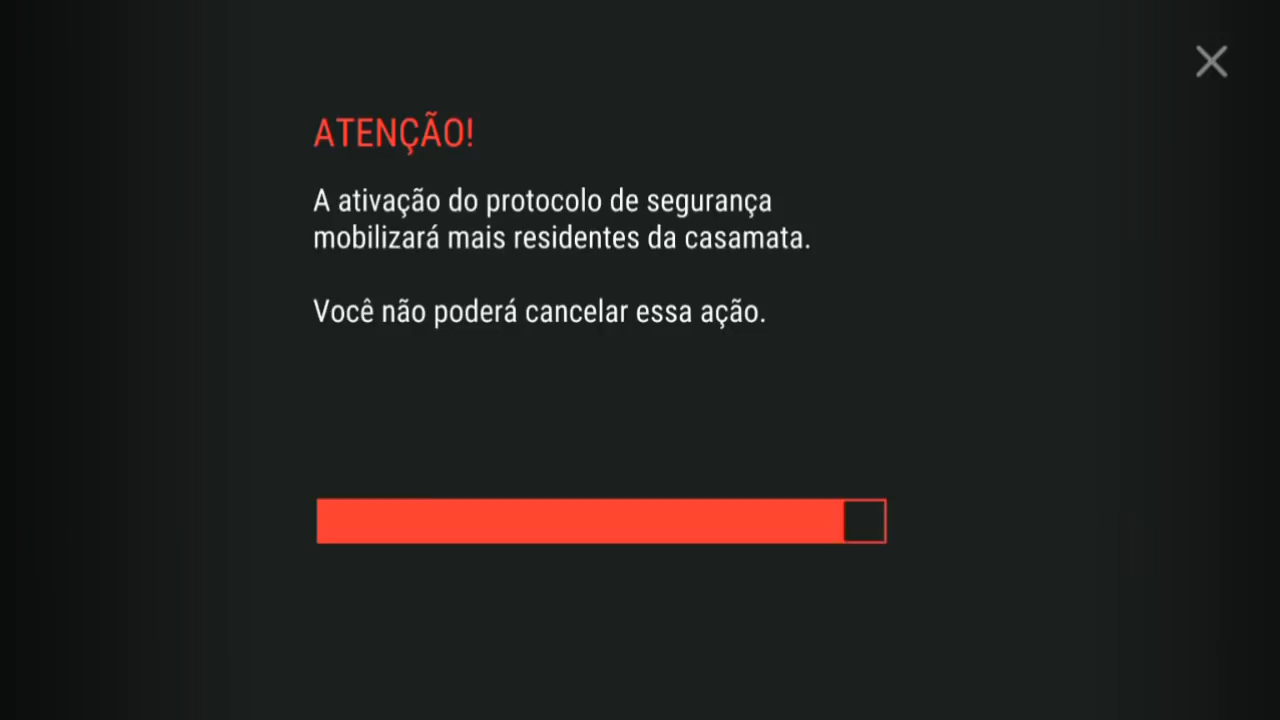 ATENÇÃO!
A ativação do protocolo de segurança
mobilizará mais residentes da casamata.
Você não poderá cancelar essa ação.